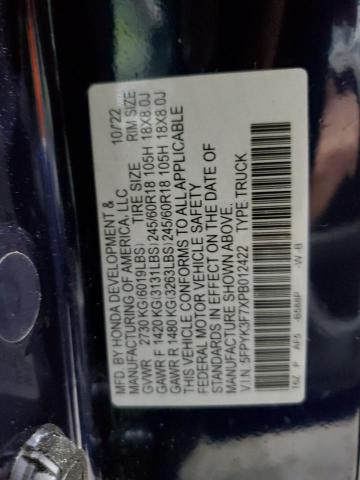 MFD. BY HONDA DEVELOPMENT & 10/22
MANUFACTURING OF AMERICA, LLC
TIRE SIZE RIM SIZE
GVWR 2730 KG (6019LBS)
GAWR F 1420 KG (3131LBS) 245/60R18 105H 18X8.0J
GAWR R 1480 KG (3263LBS) 245/60R18 105H 18X8.0J
THIS VEHICLE CONFORMS TO ALL APPLICABLE
FEDERAL MOTOR VEHICLE SAFETY
STANDARDS IN EFFECT ON THE DATE OF
MANUFACTURE SHOWN ABOVE.
V.I.N. 5FPYK3F7XPB012422 TYPE: TRUCK
T6Z P AF5 B588P -W -B